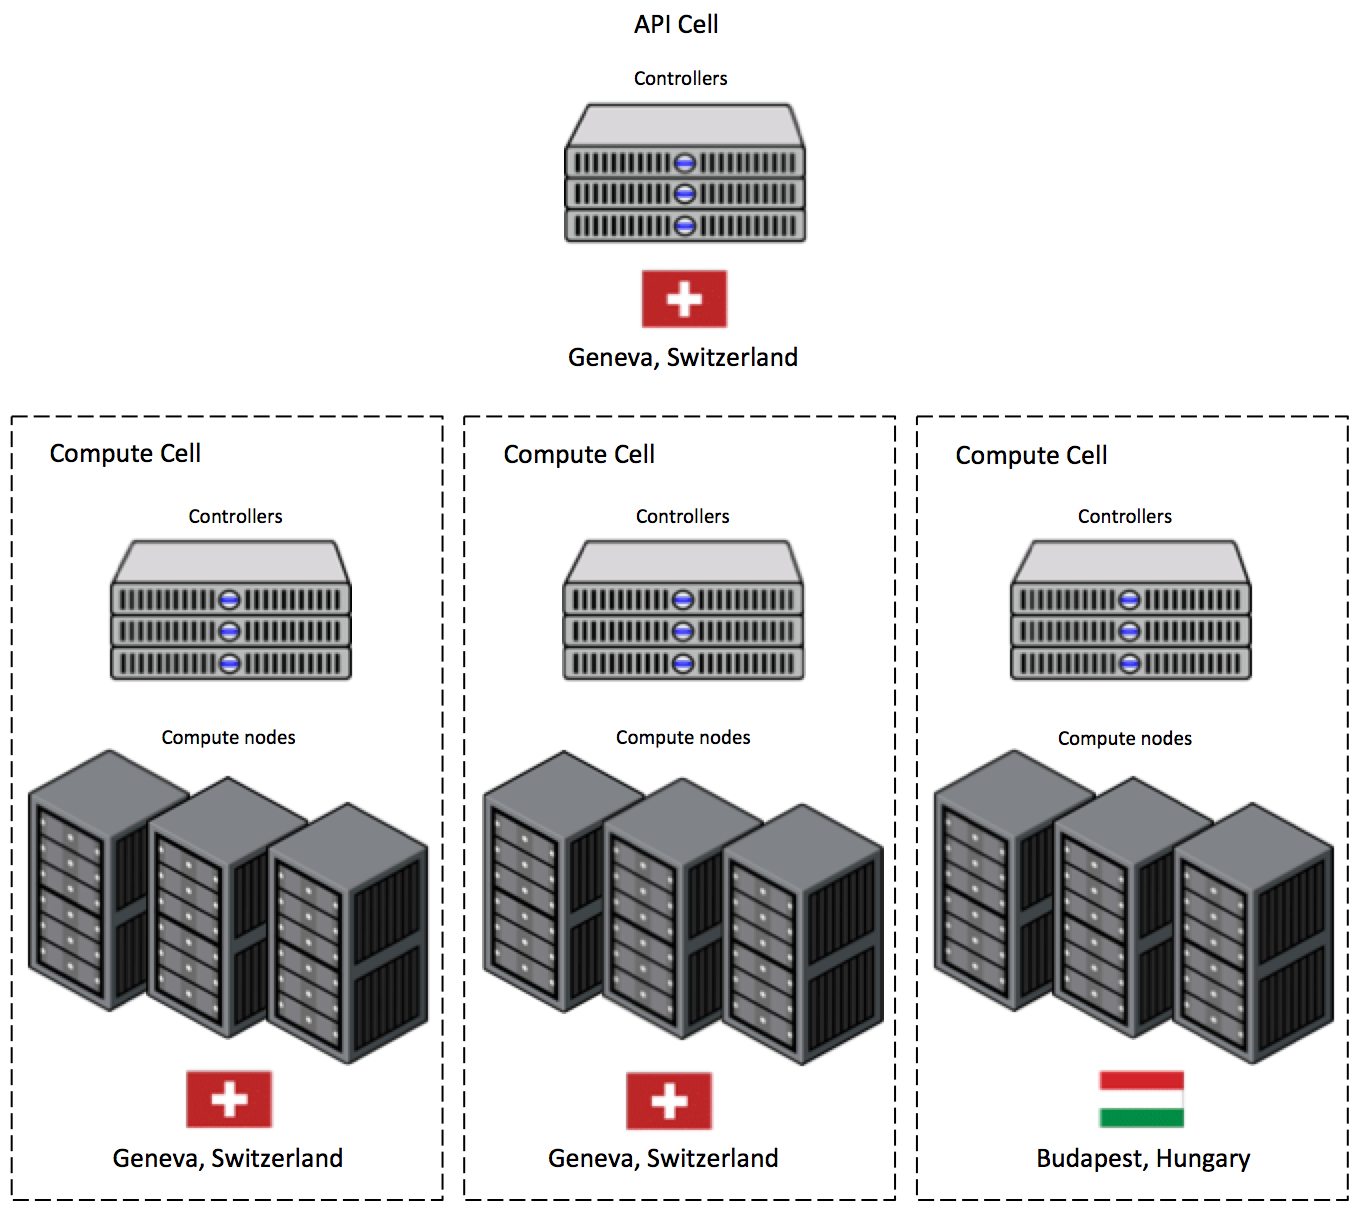 API Cell
Controllers
Geneva, Switzerland
Compute Cell
Controllers
Compute nodes
Geneva, Switzerland
Compute Cell
Controllers
Compute nodes
Geneva, Switzerland
Compute Cell
Controllers
Compute nodes
Budapest, Hungary